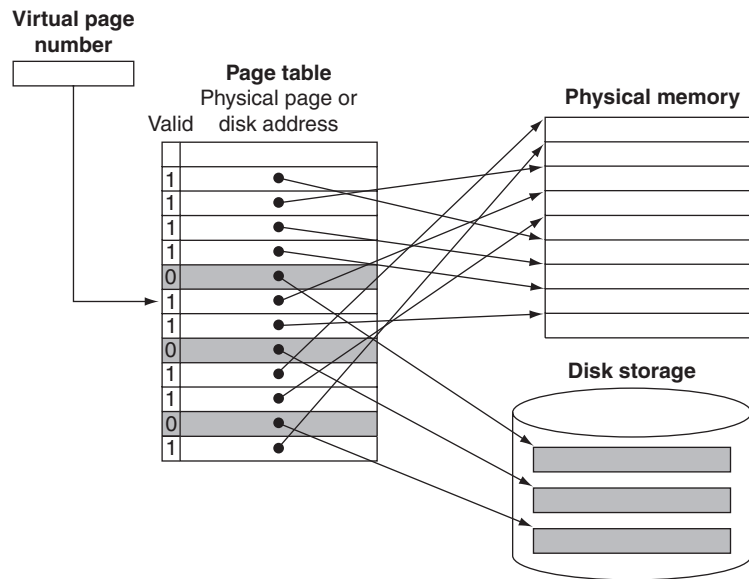 Virtual page
number
Page table
Physical page or
Valid disk address
Physical memory
1
1
1
1
0
1
1
0
1
1
0
1
Disk storage